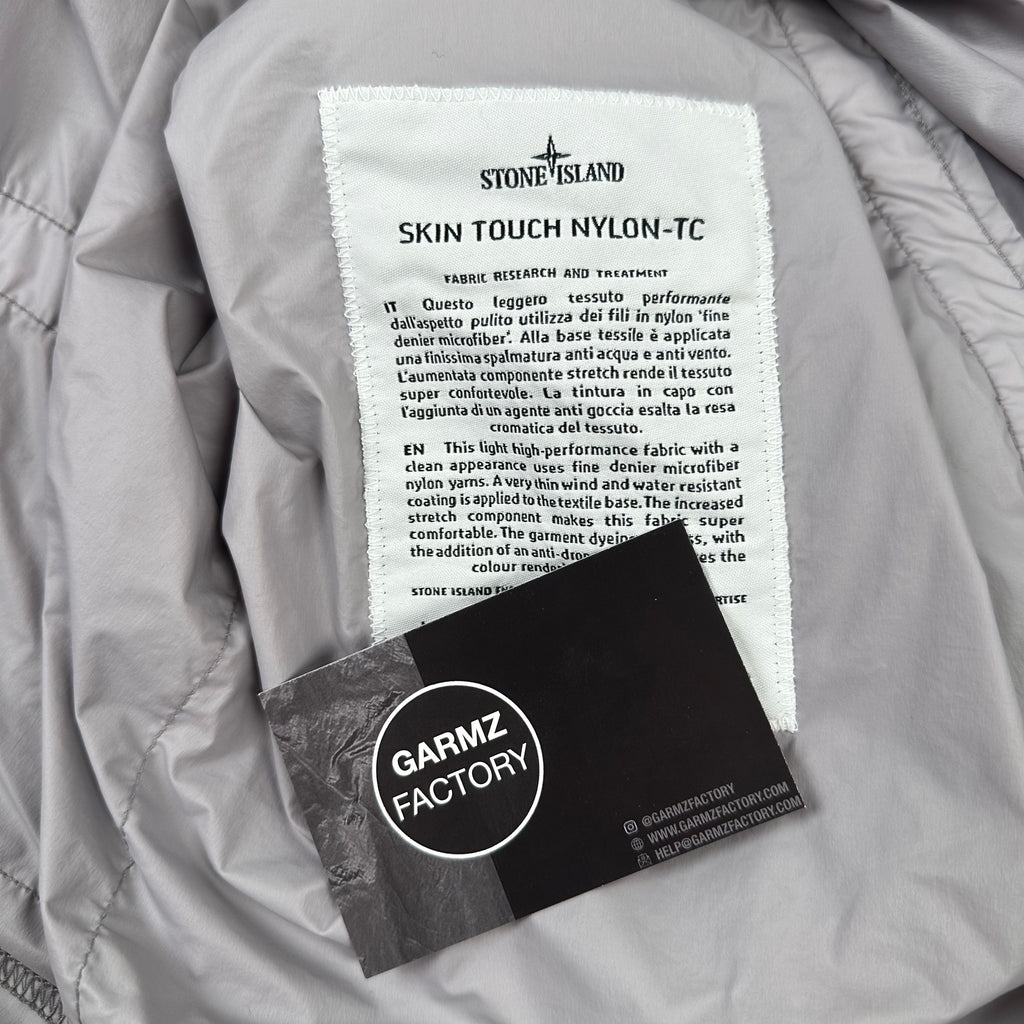 STONE ISLAND
SKIN TOUCH NYLON-TC
FABRIC RESEARCH AND TREATMENT
IT Questo leggero tessuto performante
dall'aspetto pulito utilizza dei fili in nylon 'fine
denier microfiber'. Alla base tessile è applicata
una finissima spalmatura anti acqua e anti vento.
L'aumentata componente stretch rende il tessuto
super confortevole. La tintura in capo con
l'aggiunta di un agente anti goccia esalta la resa
cromatica del tessuto.
EN This light high-performance fabric with a
clean appearance uses fine denier microfiber
nylon yarns. A very thin wind and water resistant
coating is applied to the textile base. The increased
stretch component makes this fabric super
comfortable. The garment with
the addition of an the
colour
STONE ISLAND
GARMZ
FACTORY
@GARMZFACTORY
WWW.GARMZFACTORY.COM
HELP@GARMZFACTORY.COM